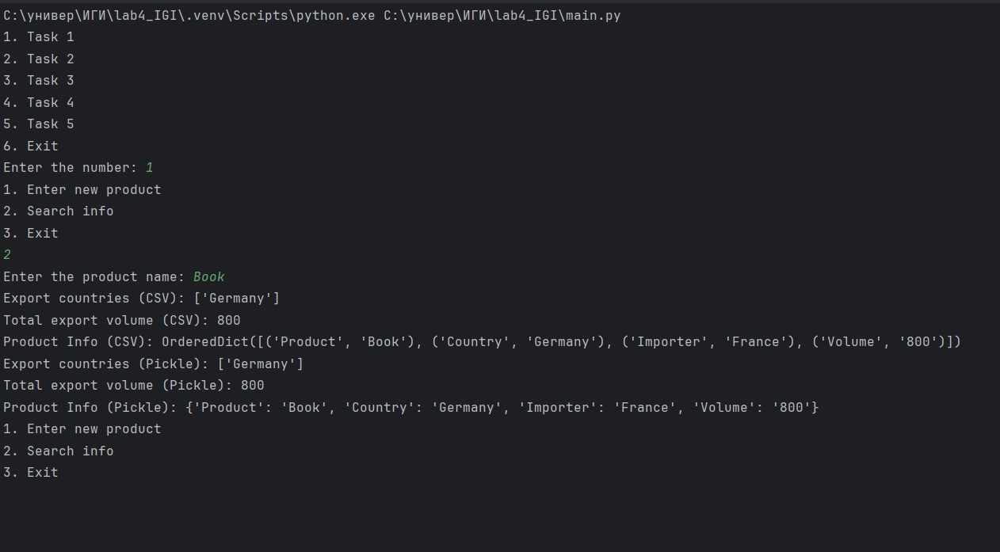 C:\универ\ИГИ\lab4_IGI\.venv\Scripts\python.exe C:\универ\ИГИ\lab4_IGI\main.py
1. Task 1
2. Task 2
3. Task 3
4. Task 4
5. Task 5
6. Exit
Enter the number: 1
1. Enter new product
2. Search info
3. Exit
2
Enter the product name: Book
Export countries (CSV): ['Germany']
Total export volume (CSV): 800
Product Info (CSV): OrderedDict([('Product', 'Book'), ('Country', 'Germany'), ('Importer', 'France'), ('Volume', '800')])
Export countries (Pickle): ['Germany']
Total export volume (Pickle): 800
Product Info (Pickle): {'Product': 'Book', 'Country': 'Germany', 'Importer': 'France', 'Volume': '800'}
1. Enter new product
2. Search info
3. Exit